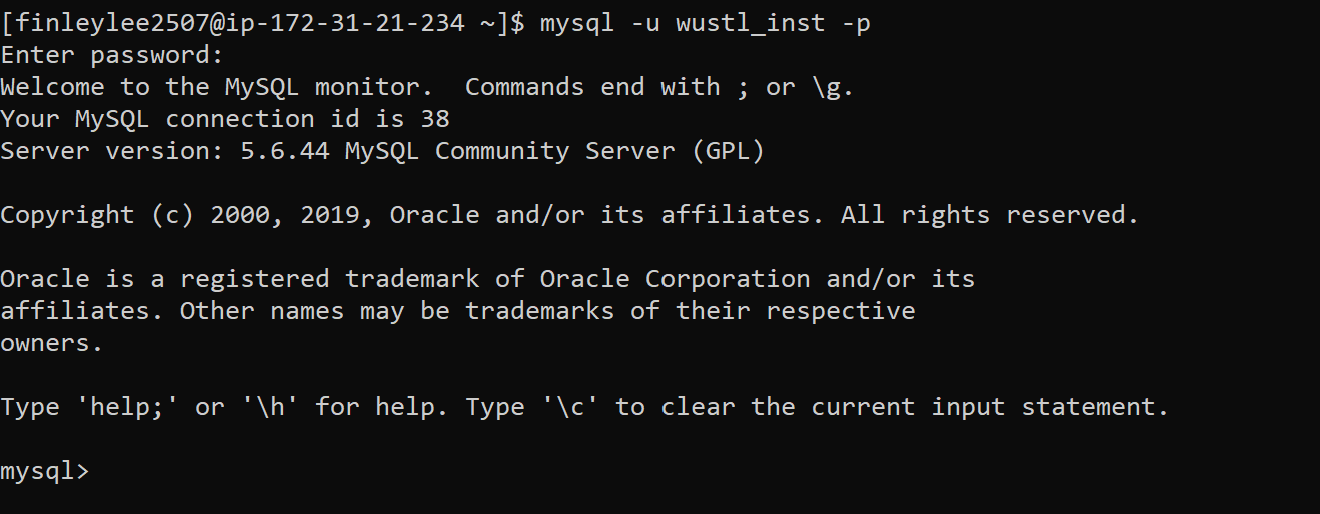 [finleylee2507@ip-172-31-21-234 ~]$ mysql -u wustl_inst -p
Enter password:
Welcome to the MySQL monitor.  Commands end with ; or \g.
Your MySQL connection id is 38
Server version: 5.6.44 MySQL Community Server (GPL)
Copyright (c) 2000, 2019, Oracle and/or its affiliates. All rights reserved.
Oracle is a registered trademark of Oracle Corporation and/or its
affiliates. Other names may be trademarks of their respective
owners.
Type 'help;' or '\h' for help. Type '\c' to clear the current input statement.
mysql>